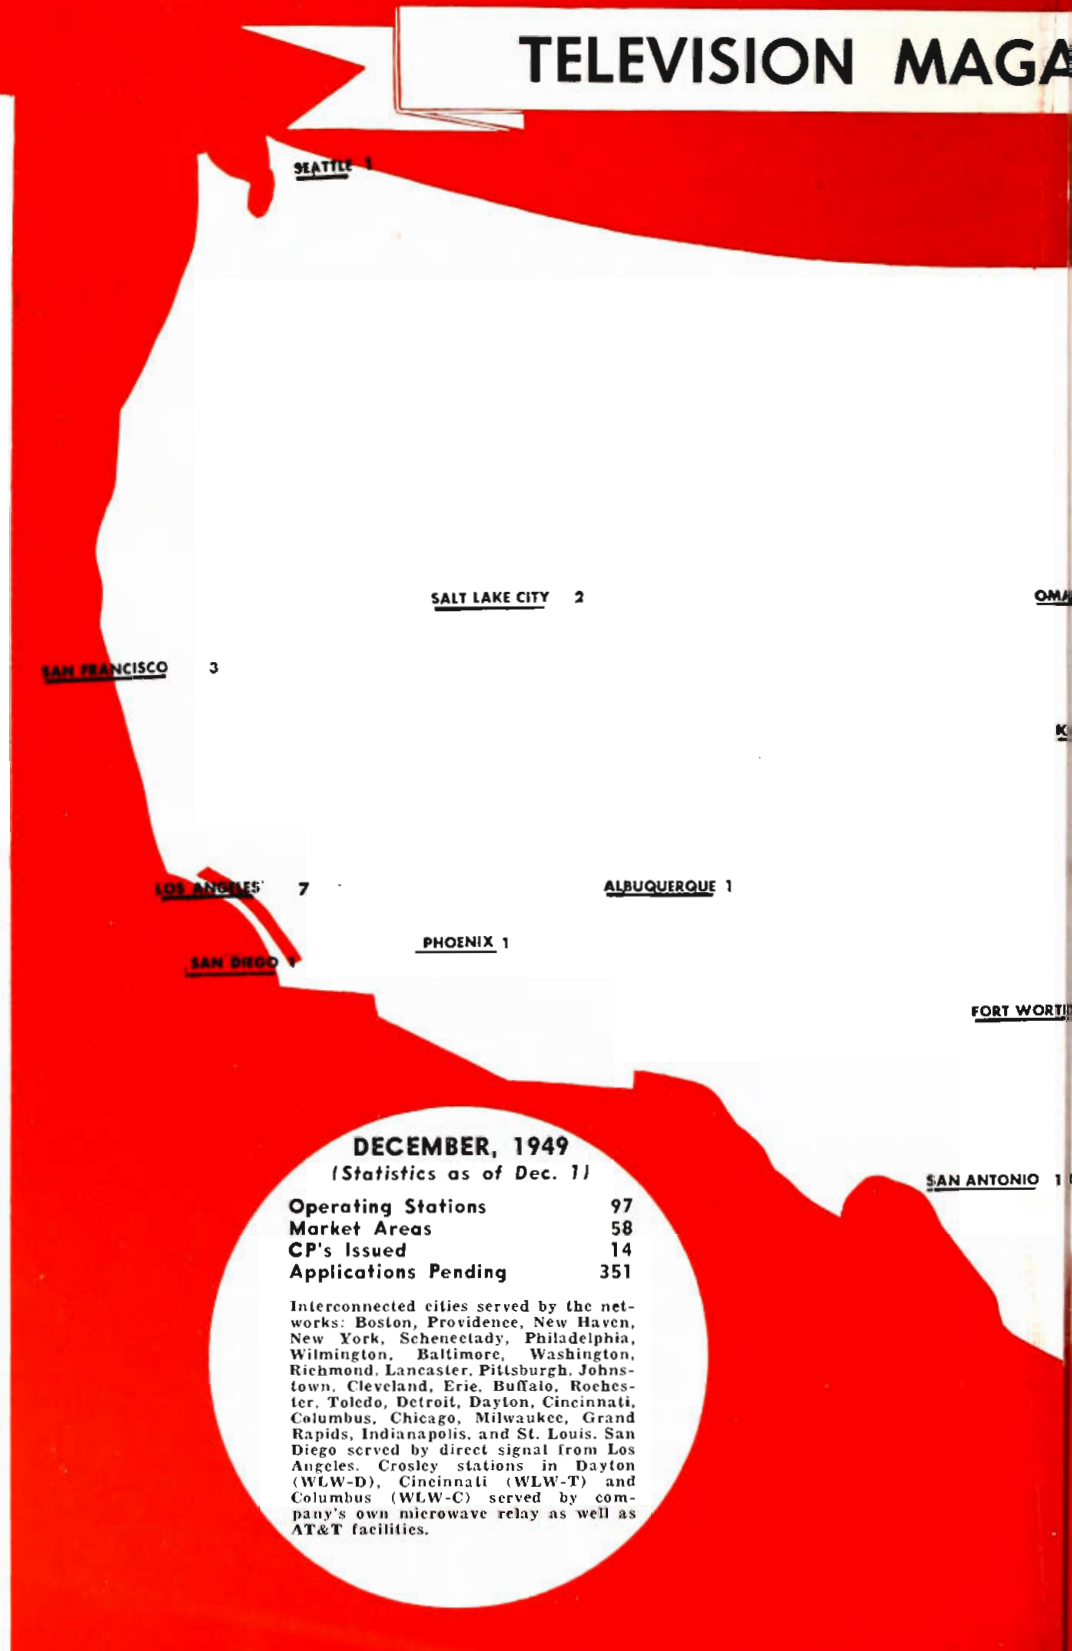 TELEVISION MAGA
SEATTLE 1
SALT LAKE CITY 2
OMA
SAN FRANCISCO 3
K
LOS ANGELES 7
ALBUQUERQUE 1
PHOENIX 1
SAN DIEGO 1
FORT WORTH
DECEMBER, 1949
(Statistics as of Dec. 1)
SAN ANTONIO 1
Operating Stations 97
Market Areas 58
CP's Issued 14
Applications Pending 351
Interconnected cities served by the net-
works: Boston, Providence, New Haven,
New York, Schenectady, Philadelphia,
Wilmington, Baltimore, Washington,
Richmond, Lancaster, Pittsburgh, Johns-
town, Cleveland, Erie, Buffalo, Roches-
ter, Toledo, Detroit, Dayton, Cincinnati,
Columbus, Chicago, Milwaukee, Grand
Rapids, Indianapolis, and St. Louis. San
Diego served by direct signal from Los
Angeles. Crosley stations in Dayton
(WLW-D), Cincinnati (WLW-T) and
Columbus (WLW-C) served by com-
pany's own microwave relay as well as
AT&T facilities.